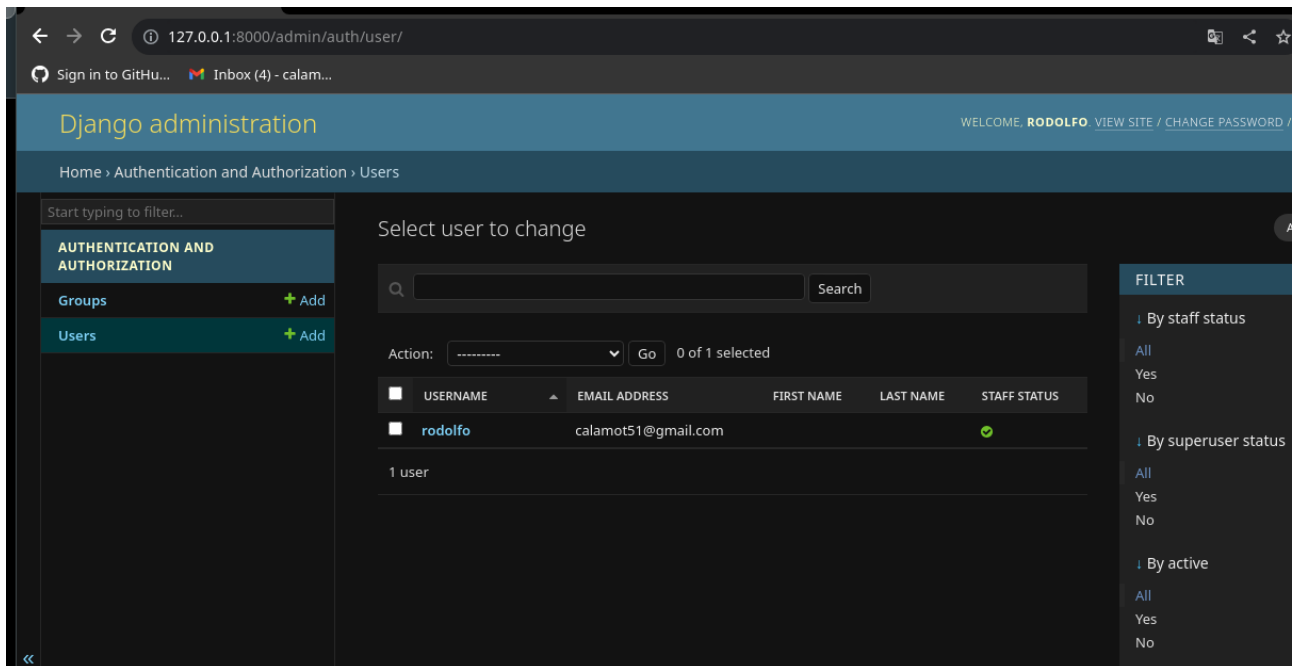 127.0.0.1:8000/admin/auth/user/
Sign in to GitHu... Inbox (4) - calam...
Django administration
WELCOME, RODOLFO. VIEW SITE / CHANGE PASSWORD /
Home › Authentication and Authorization › Users
Start typing to filter...
AUTHENTICATION AND
AUTHORIZATION
Groups + Add
Users + Add
«
Select user to change
A
Search
Action: --------- Go 0 of 1 selected
USERNAME EMAIL ADDRESS FIRST NAME LAST NAME STAFF STATUS
rodolfo calamot51@gmail.com
1 user
FILTER
↓ By staff status
All
Yes
No
↓ By superuser status
All
Yes
No
↓ By active
All
Yes
No